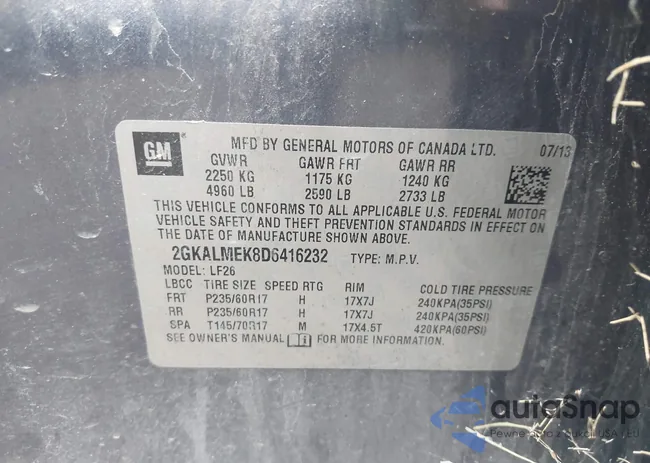 GM
MFD BY GENERAL MOTORS OF CANADA LTD. 07/13
GVWR GAWR FRT GAWR RR
2250 KG 1175 KG 1240 KG
4960 LB 2590 LB 2733 LB
THIS VEHICLE CONFORMS TO ALL APPLICABLE U.S. FEDERAL MOTOR
VEHICLE SAFETY AND THEFT PREVENTION STANDARDS IN EFFECT ON
THE DATE OF MANUFACTURE SHOWN ABOVE.
2GKALMEK8D6416232 TYPE: M.P.V.
MODEL: LF26
LBCC TIRE SIZE SPEED RTG RIM COLD TIRE PRESSURE
FRT P235/60R17 H 17X7J 240KPA(35PSI)
RR P235/60R17 H 17X7J 240KPA(35PSI)
SPA T145/70R17 M 17X4.5T 420KPA(60PSI)
SEE OWNER'S MANUAL FOR MORE INFORMATION.
autoSnap